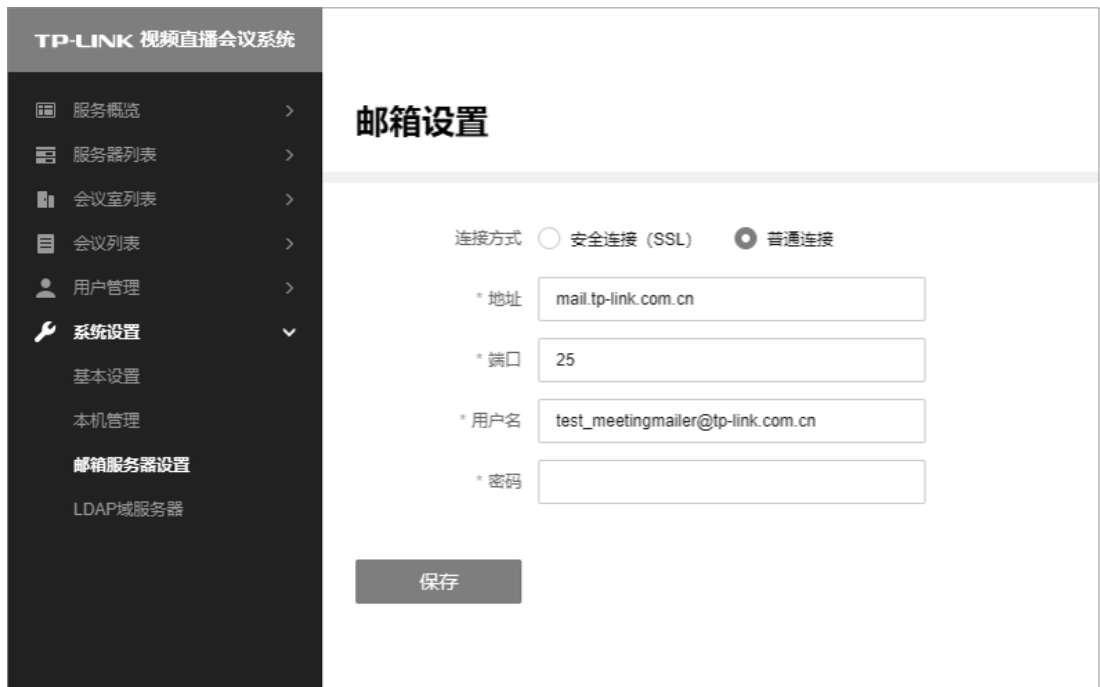 TP-LINK 视频直播会议系统
服务概览
服务器列表
会议室列表
会议列表
用户管理
系统设置
基本设置
本机管理
邮箱服务器设置
LDAP域服务器
邮箱设置
连接方式 安全连接（SSL） 普通连接
* 地址 mail.tp-link.com.cn
* 端口 25
* 用户名 test_meetingmailer@tp-link.com.cn
* 密码
保存